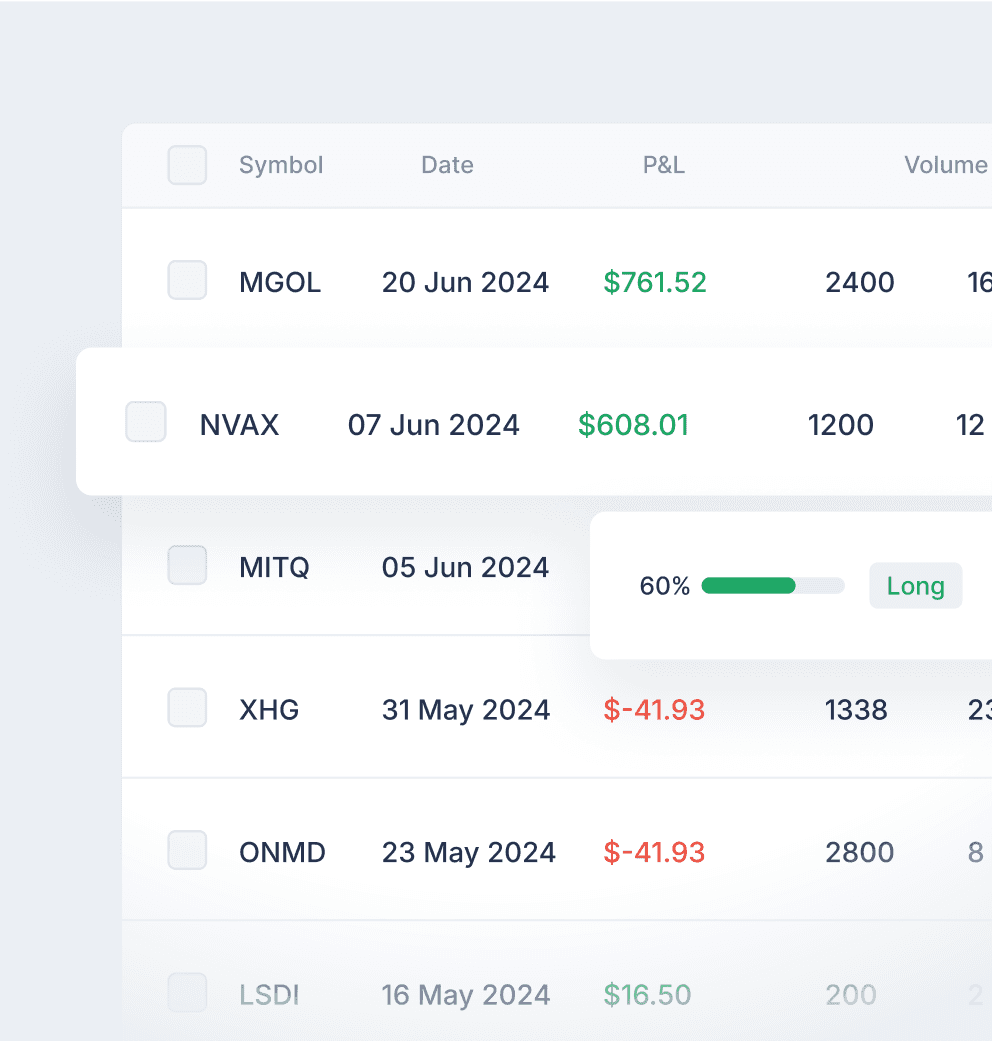 Symbol Date P&L Volume
MGOL 20 Jun 2024 $761.52 2400 16
NVAX 07 Jun 2024 $608.01 1200 12
MITQ 05 Jun 2024
60% Long
XHG 31 May 2024 $-41.93 1338 23
ONMD 23 May 2024 $-41.93 2800 8
LSDI 16 May 2024 $16.50 200 2